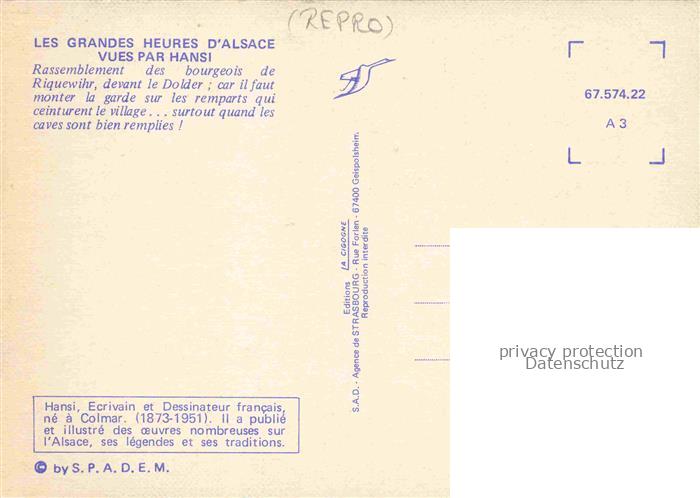 (REPRO)
LES GRANDES HEURES D'ALSACE
VUES PAR HANSI
Rassemblement des bourgeois de
Riquewihr, devant le Dolder ; car il faut
monter la garde sur les remparts qui
ceinturent le village . . . surtout quand les
caves sont bien remplies !
67.574.22
A 3
Editions LA CIGOGNE
S.A.D. - Agence de STRASBOURG - Rue Forlen - 67400 Geispolsheim.
Reproduction interdite
privacy protection
Datenschutz
Hansi, Ecrivain et Dessinateur français,
né à Colmar. (1873-1951). Il a publié
et illustré des œuvres nombreuses sur
l'Alsace, ses légendes et ses traditions.
© by S. P. A. D. E. M.